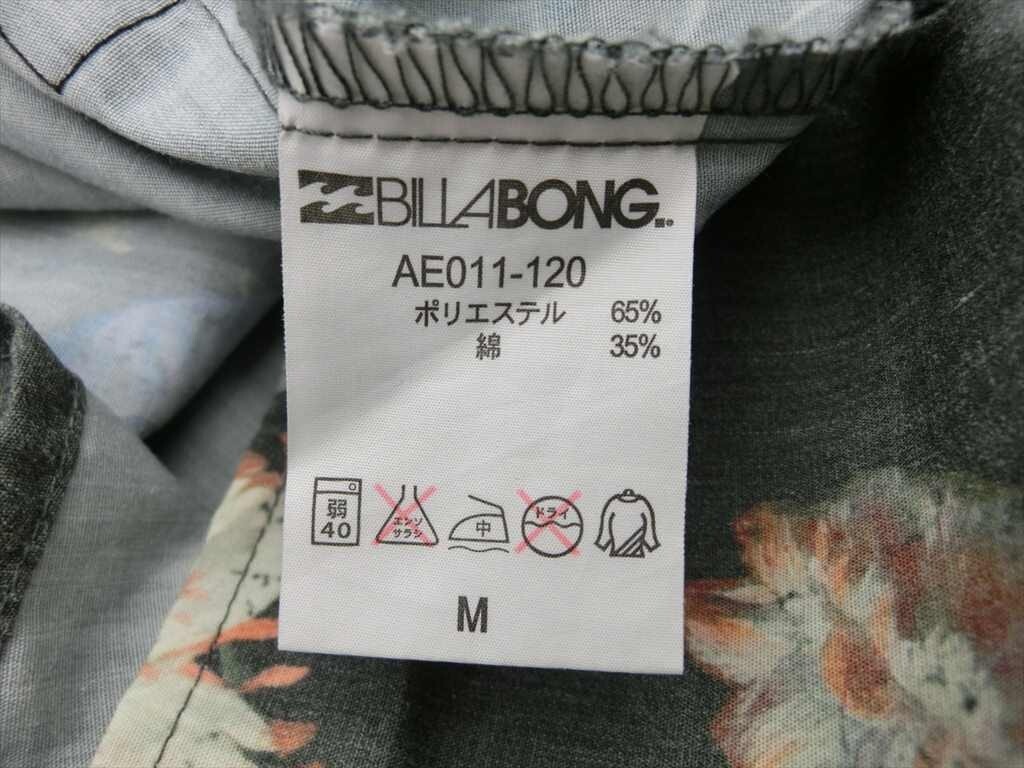 BILLABONG
AE011-120
ポリエステル 65%
綿 35%
弱
40
エンソ
サラシ
中
ドライ
M